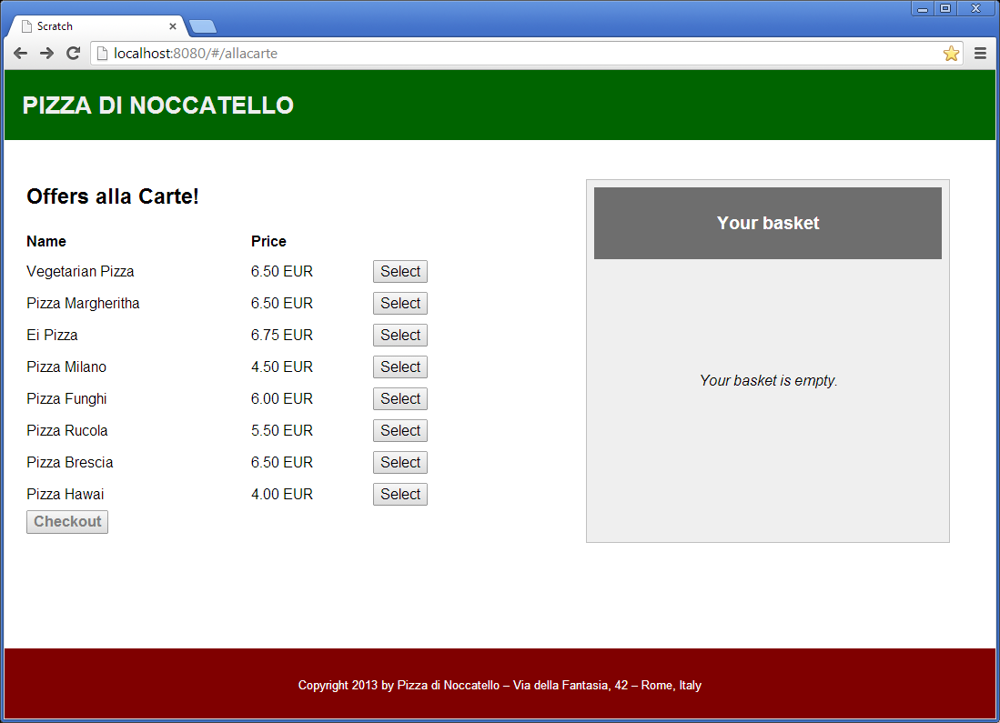 Scratch
localhost:8080/#/allacarte
PIZZA DI NOCCATELLO
Offers alla Carte!
Name Price
Vegetarian Pizza 6.50 EUR Select
Pizza Margheritha 6.50 EUR Select
Ei Pizza 6.75 EUR Select
Pizza Milano 4.50 EUR Select
Pizza Funghi 6.00 EUR Select
Pizza Rucola 5.50 EUR Select
Pizza Brescia 6.50 EUR Select
Pizza Hawai 4.00 EUR Select
Checkout
Your basket
Your basket is empty.
Copyright 2013 by Pizza di Noccatello – Via della Fantasia, 42 – Rome, Italy